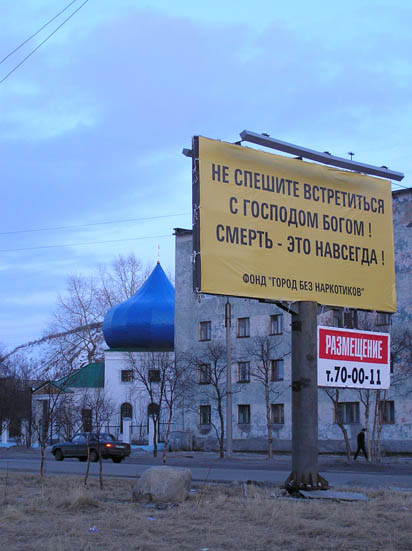 НЕ СПЕШИТЕ ВСТРЕТИТЬСЯ
С ГОСПОДОМ БОГОМ !
СМЕРТЬ - ЭТО НАВСЕГДА !
ФОНД "ГОРОД БЕЗ НАРКОТИКОВ"
РАЗМЕЩЕНИЕ
т.70-00-11